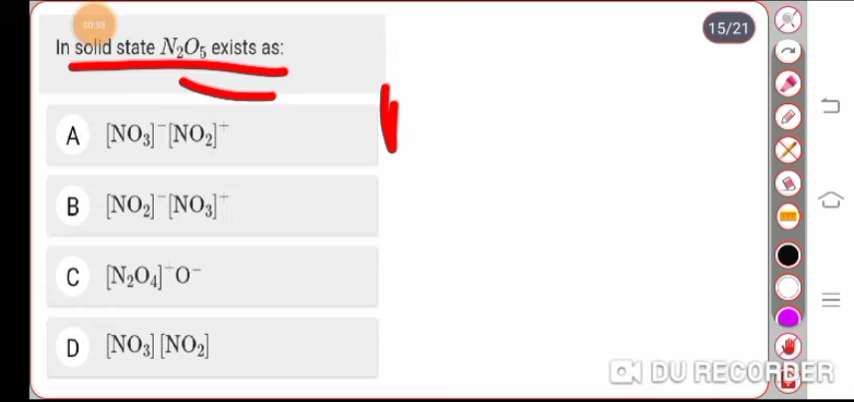 00:33
15/21
In solid state N₂O₅ exists as:
A [NO₃]⁻[NO₂]⁺
B [NO₂]⁻[NO₃]⁺
C [N₂O₄]⁺O⁻
D [NO₃][NO₂]
DU RECORDER